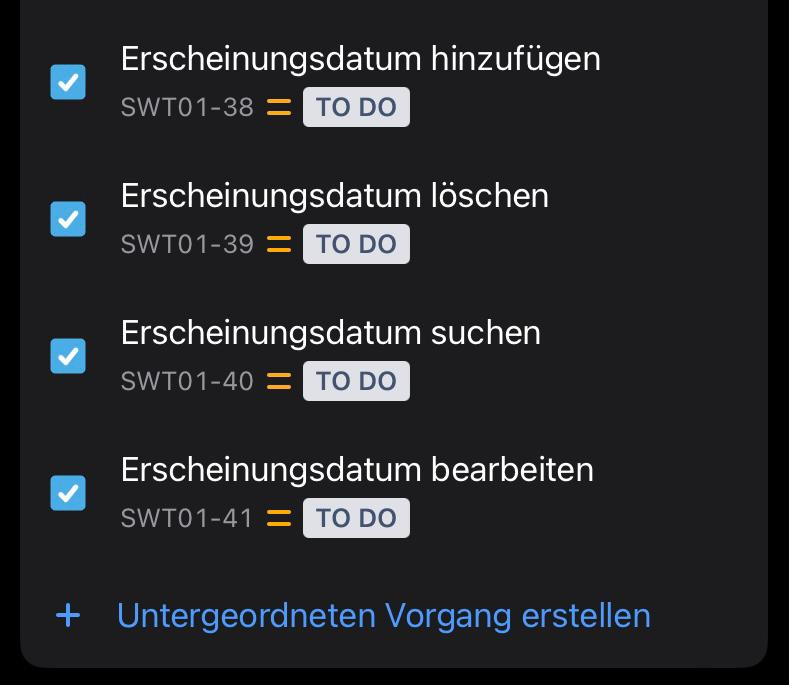 Erscheinungsdatum hinzufügen
SWT01-38 TO DO
Erscheinungsdatum löschen
SWT01-39 TO DO
Erscheinungsdatum suchen
SWT01-40 TO DO
Erscheinungsdatum bearbeiten
SWT01-41 TO DO
+ Untergeordneten Vorgang erstellen